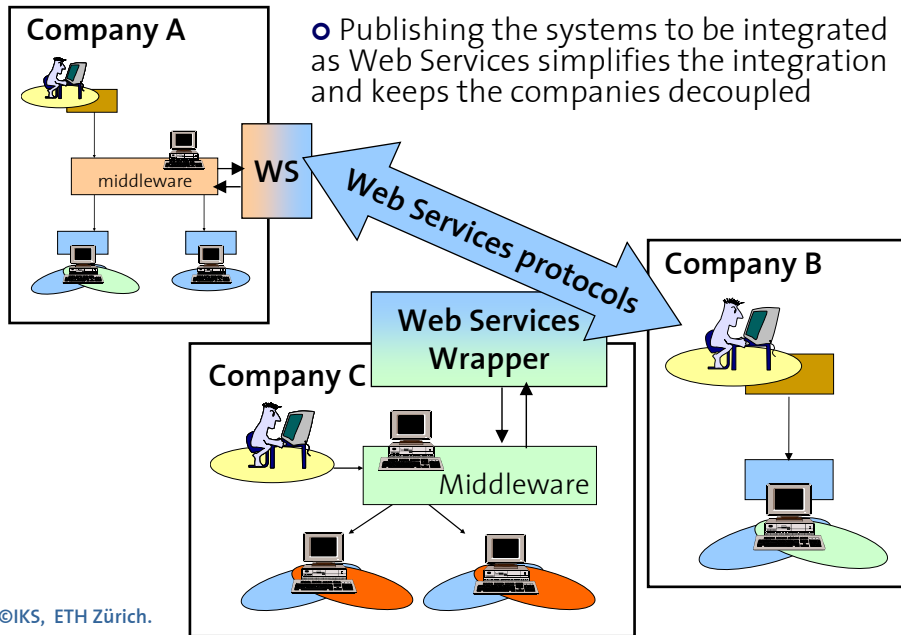 Company A
Publishing the systems to be integrated
as Web Services simplifies the integration
and keeps the companies decoupled
middleware
WS
Web Services protocols
Company B
Web Services
Wrapper
Company C
Middleware
©IKS, ETH Zürich.